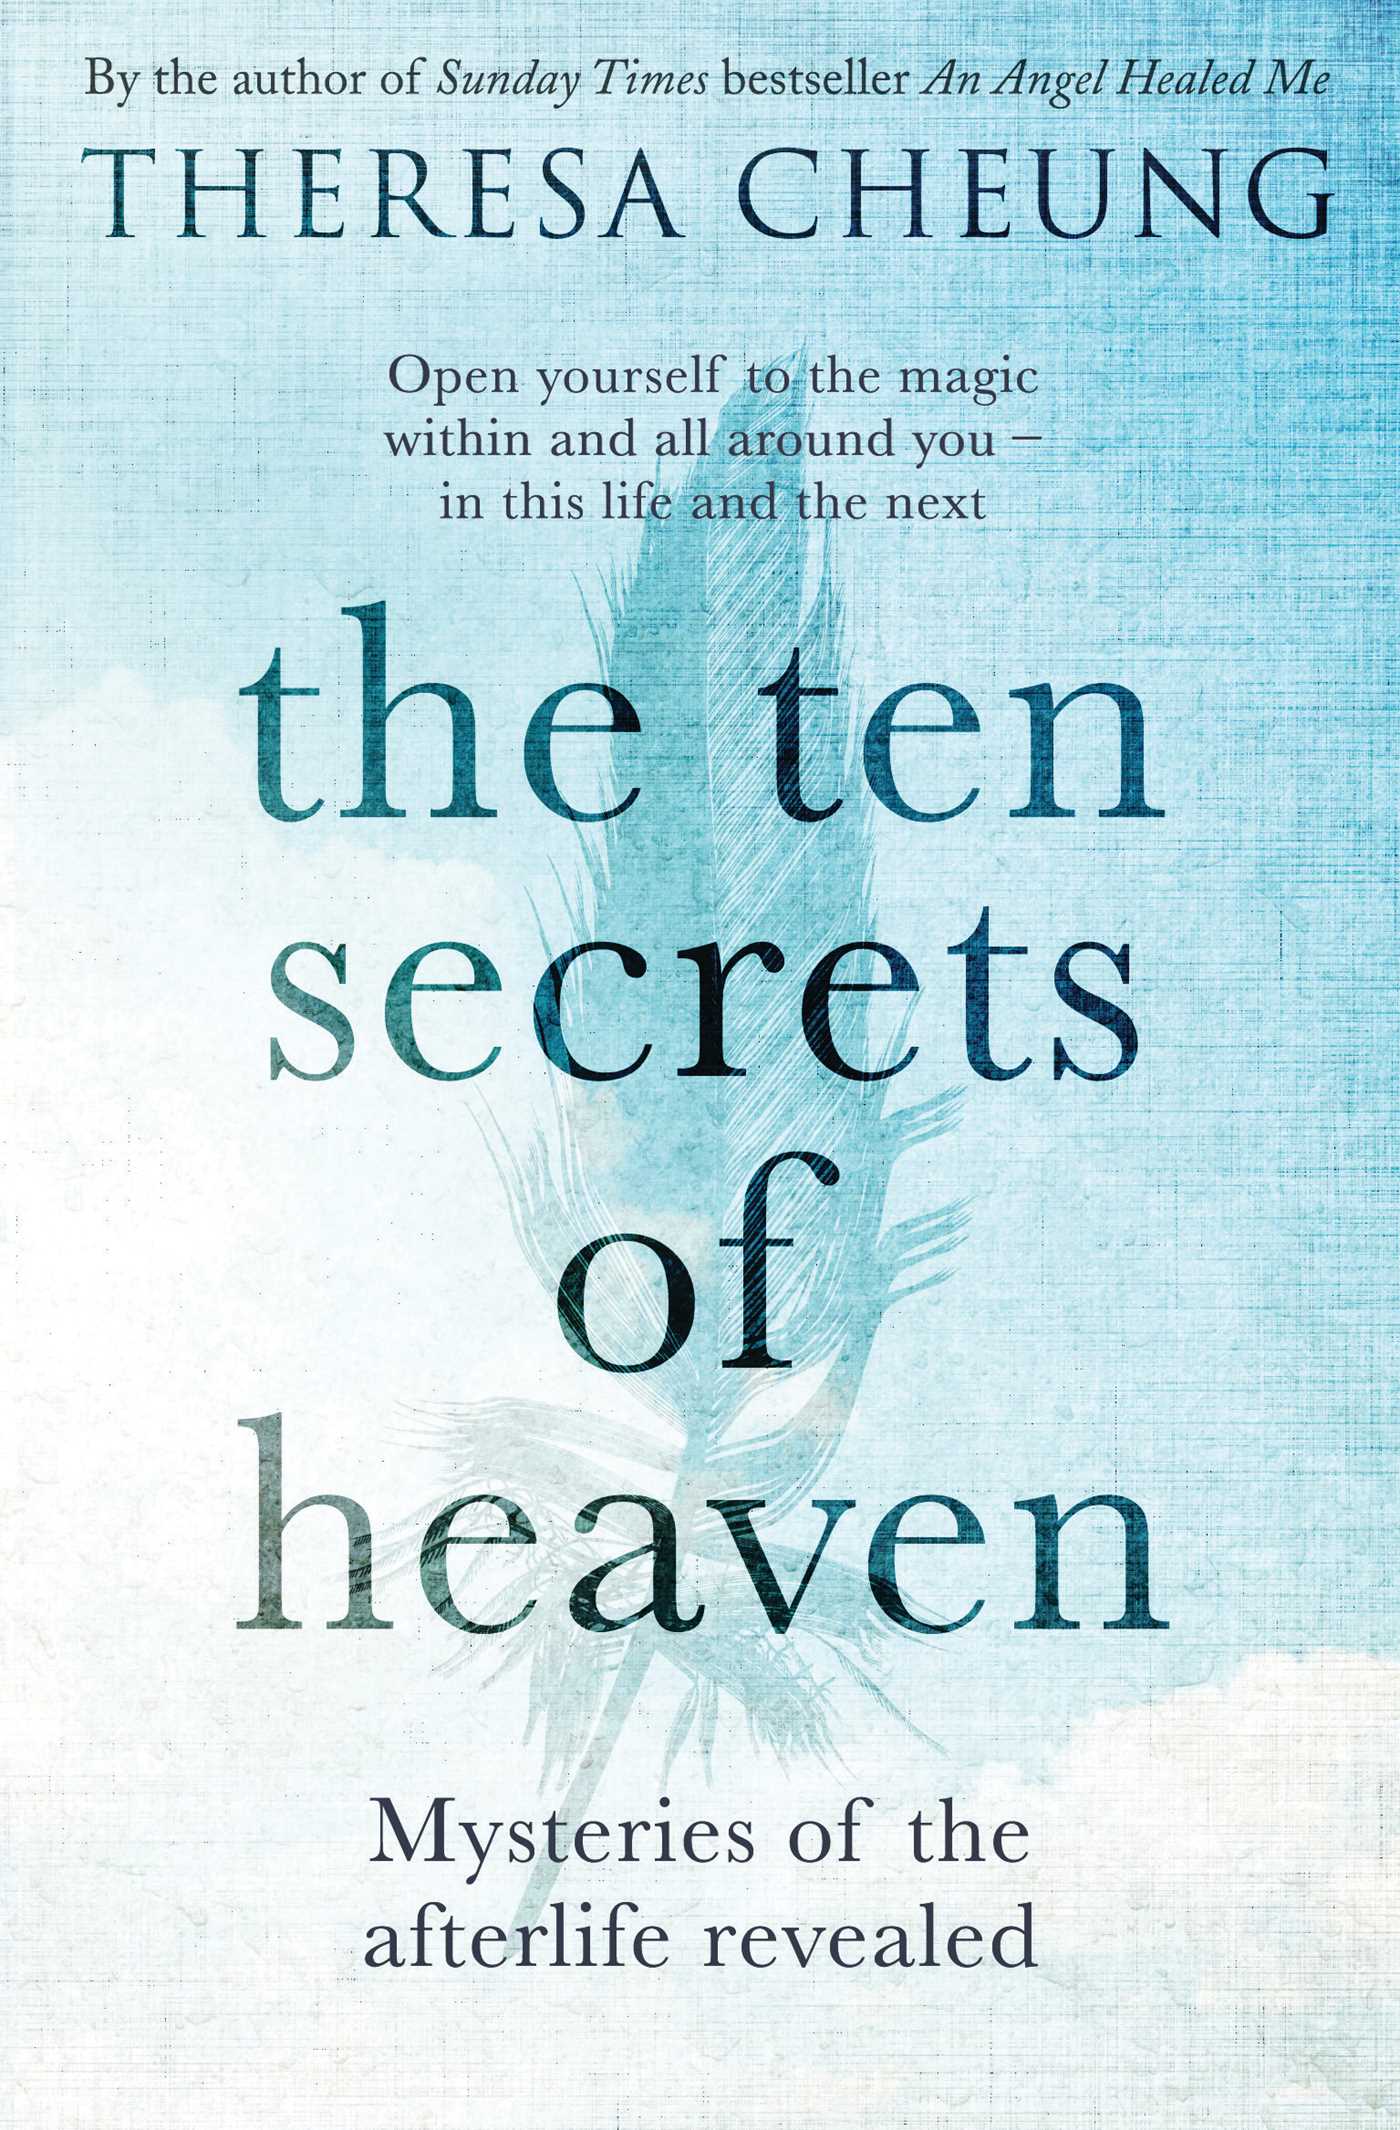 By the author of Sunday Times bestseller An Angel Healed Me
THERESA CHEUNG
Open yourself to the magic
within and all around you –
in this life and the next
the ten
secrets
of
heaven
Mysteries of the
afterlife revealed